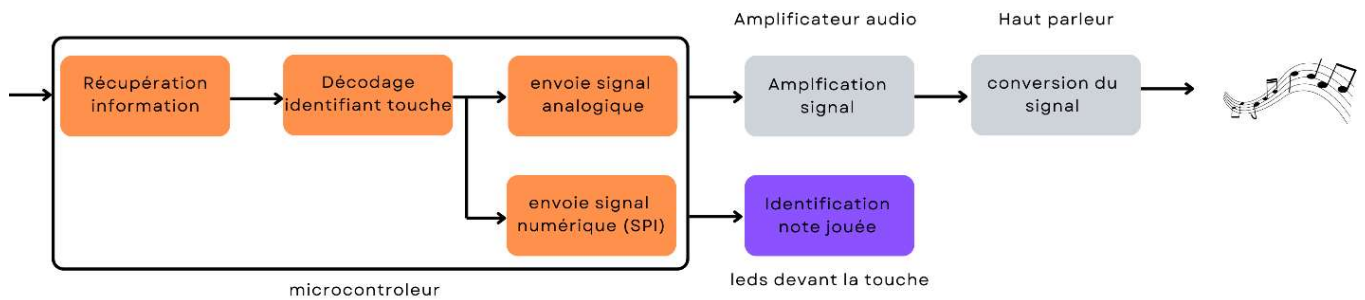 Amplificateur audio
Haut parleur
Récupération
information
Décodage
identifiant touche
envoie signal
analogique
Amplfication
signal
conversion du
signal
envoie signal
numérique (SPI)
Identification
note jouée
leds devant la touche
microcontroleur